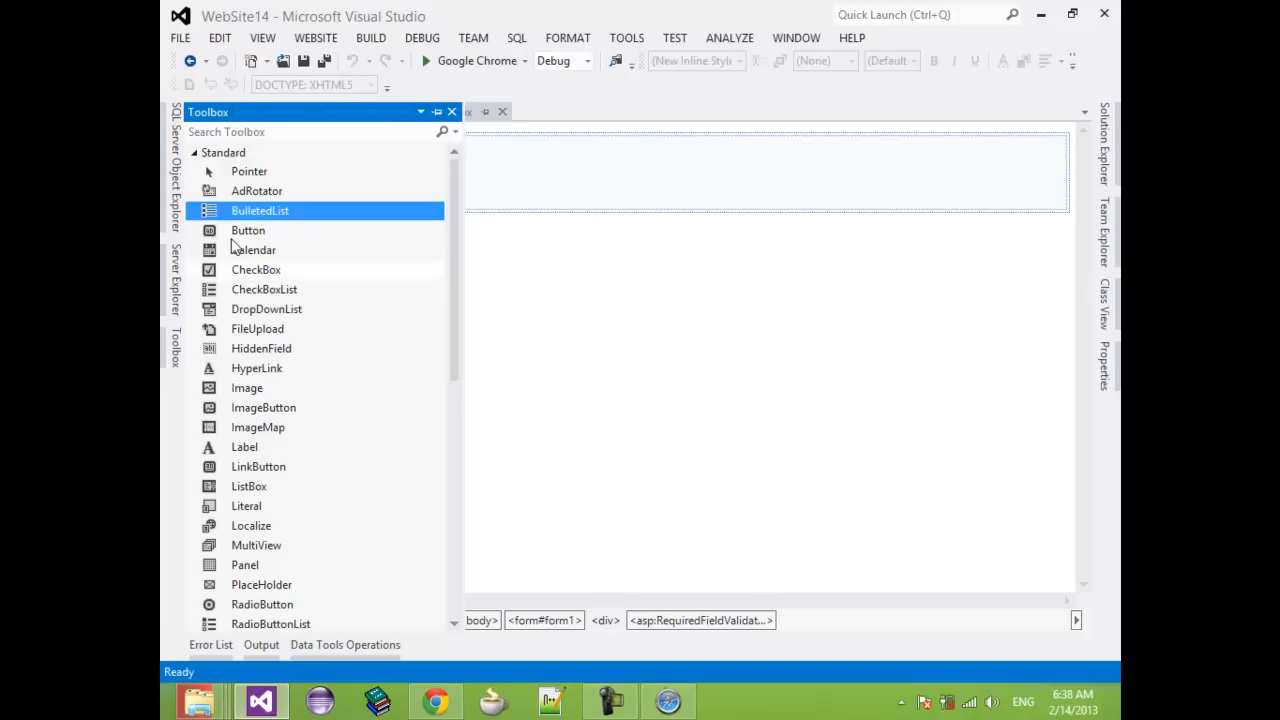 WebSite14 - Microsoft Visual Studio
Quick Launch (Ctrl+Q)
FILE EDIT VIEW WEBSITE BUILD DEBUG TEAM SQL FORMAT TOOLS TEST ANALYZE WINDOW HELP
Google Chrome Debug (New Inline Style (None) (Default)
DOCTYPE: XHTML5
Toolbox
Search Toolbox
Standard
Pointer
AdRotator
BulletedList
Button
Calendar
CheckBox
CheckBoxList
DropDownList
FileUpload
HiddenField
HyperLink
Image
ImageButton
ImageMap
Label
LinkButton
ListBox
Literal
Localize
MultiView
Panel
PlaceHolder
RadioButton
RadioButtonList
SQL Server Object Explorer
Server Explorer
Toolbox
Solution Explorer
Team Explorer
Class View
Properties
body> <form#form1> <div> <asp:RequiredFieldValidat...>
Error List Output Data Tools Operations
Ready
ENG
6:38 AM
2/14/2013